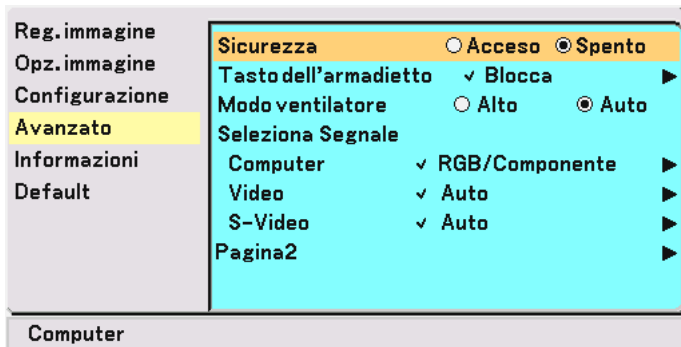 Reg.immagine
Opz.immagine
Configurazione
Avanzato
Informazioni
Default
Sicurezza Acceso Spento
Tasto dell'armadietto ✓ Blocca ▶
Modo ventilatore Alto Auto
Seleziona Segnale
Computer ✓ RGB/Componente ▶
Video ✓ Auto ▶
S-Video ✓ Auto ▶
Pagina2 ▶
Computer